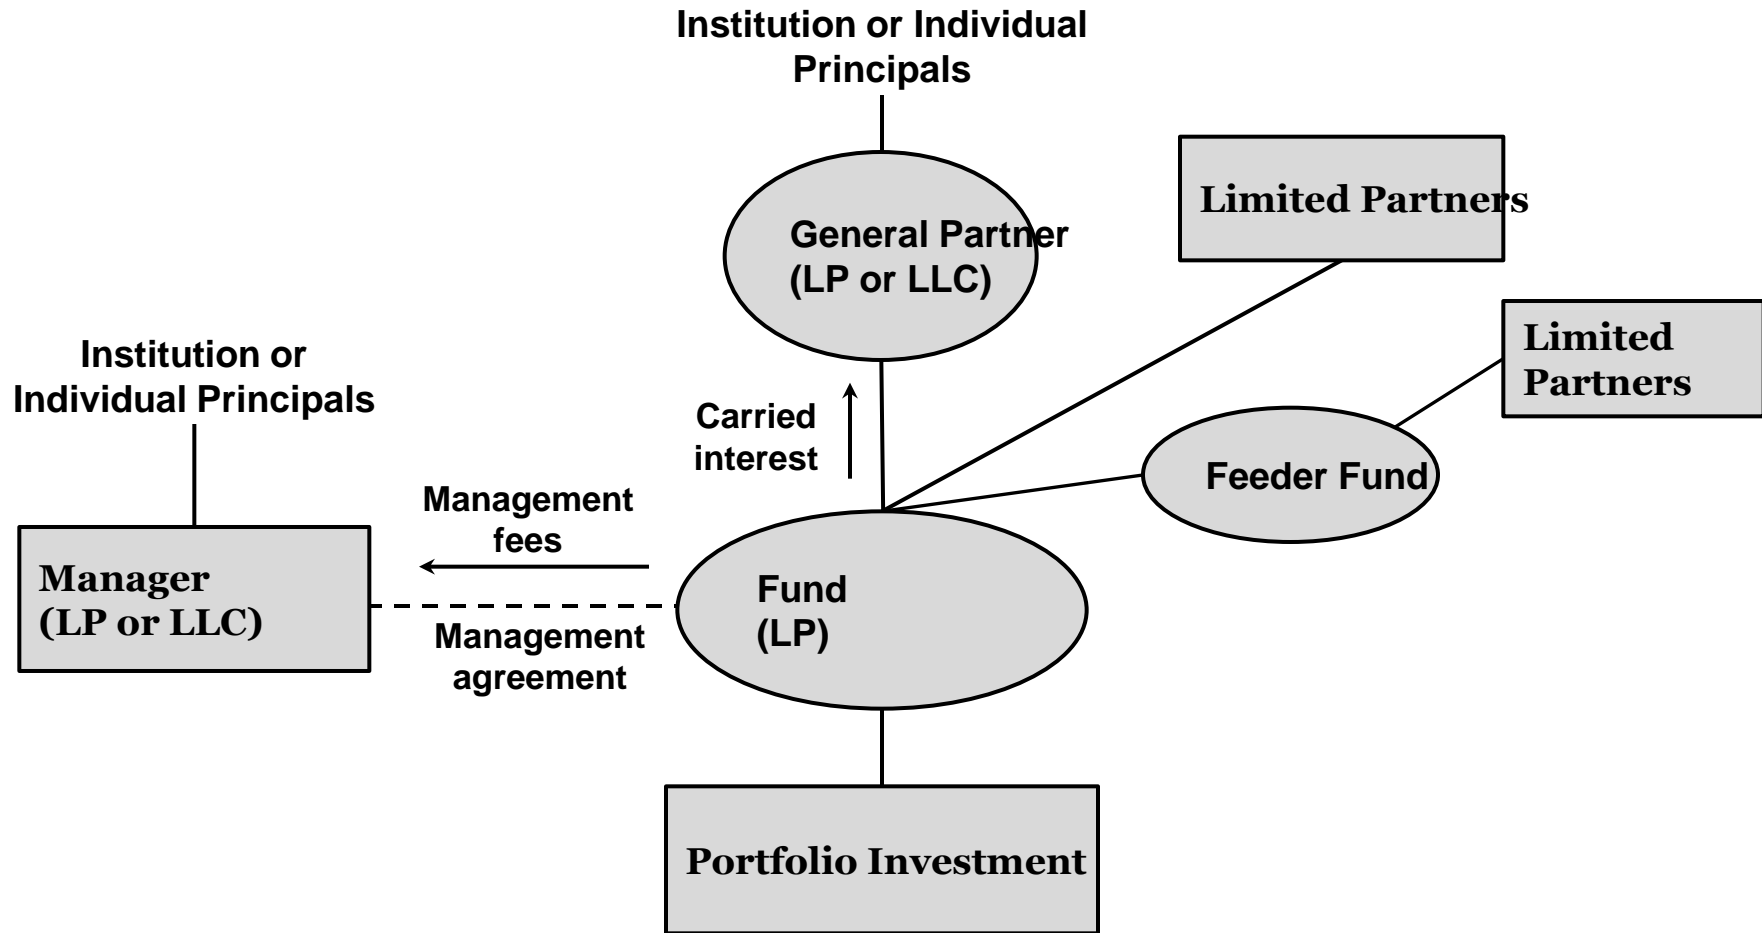 Institution or Individual
Principals
General Partner
(LP or LLC)
Limited Partners
Limited
Partners
Institution or
Individual Principals
Carried
interest
Feeder Fund
Management
fees
Manager
(LP or LLC)
Fund
(LP)
Management
agreement
Portfolio Investment